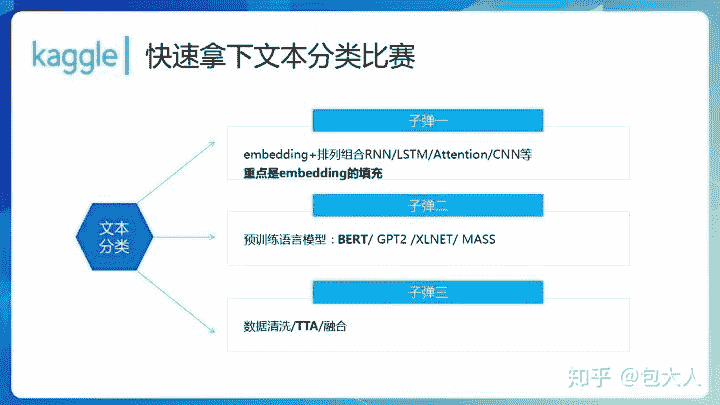 kaggle 快速拿下文本分类比赛
子弹一
embedding+排列组合RNN/LSTM/Attention/CNN等
重点是embedding的填充
文本
分类
子弹二
预训练语言模型：BERT/ GPT2 /XLNET/ MASS
子弹三
数据清洗/TTA/融合
知乎 @包大人